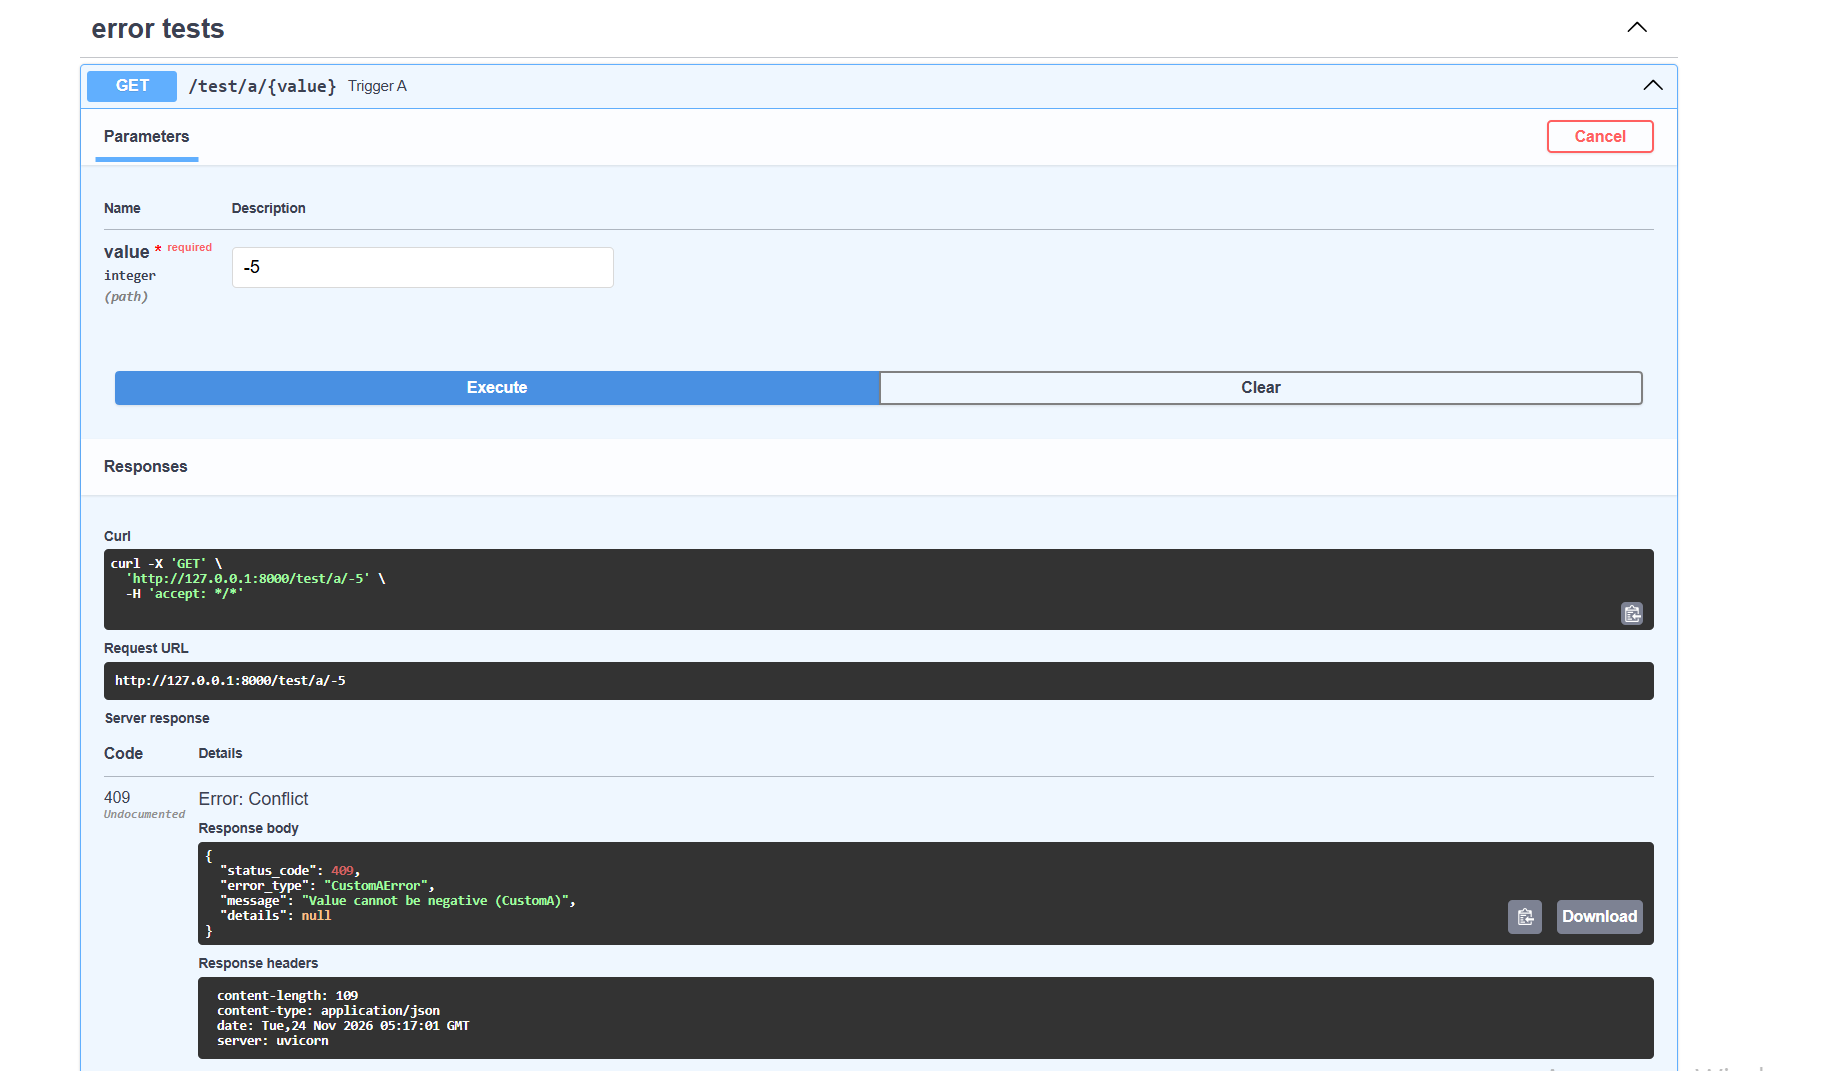 error tests
GET /test/a/{value} Trigger A
Parameters
Cancel
Name Description
value * required
integer
(path)
-5
Execute Clear
Responses
Curl
curl -X 'GET' \
'http://127.0.0.1:8000/test/a/-5' \
-H 'accept: */*'
Request URL
http://127.0.0.1:8000/test/a/-5
Server response
Code Details
409 Error: Conflict
Undocumented
Response body
{
"status_code": 409,
"error_type": "CustomAError",
"message": "Value cannot be negative (CustomA)",
"details": null
}
Download
Response headers
content-length: 109
content-type: application/json
date: Tue,24 Nov 2026 05:17:01 GMT
server: uvicorn